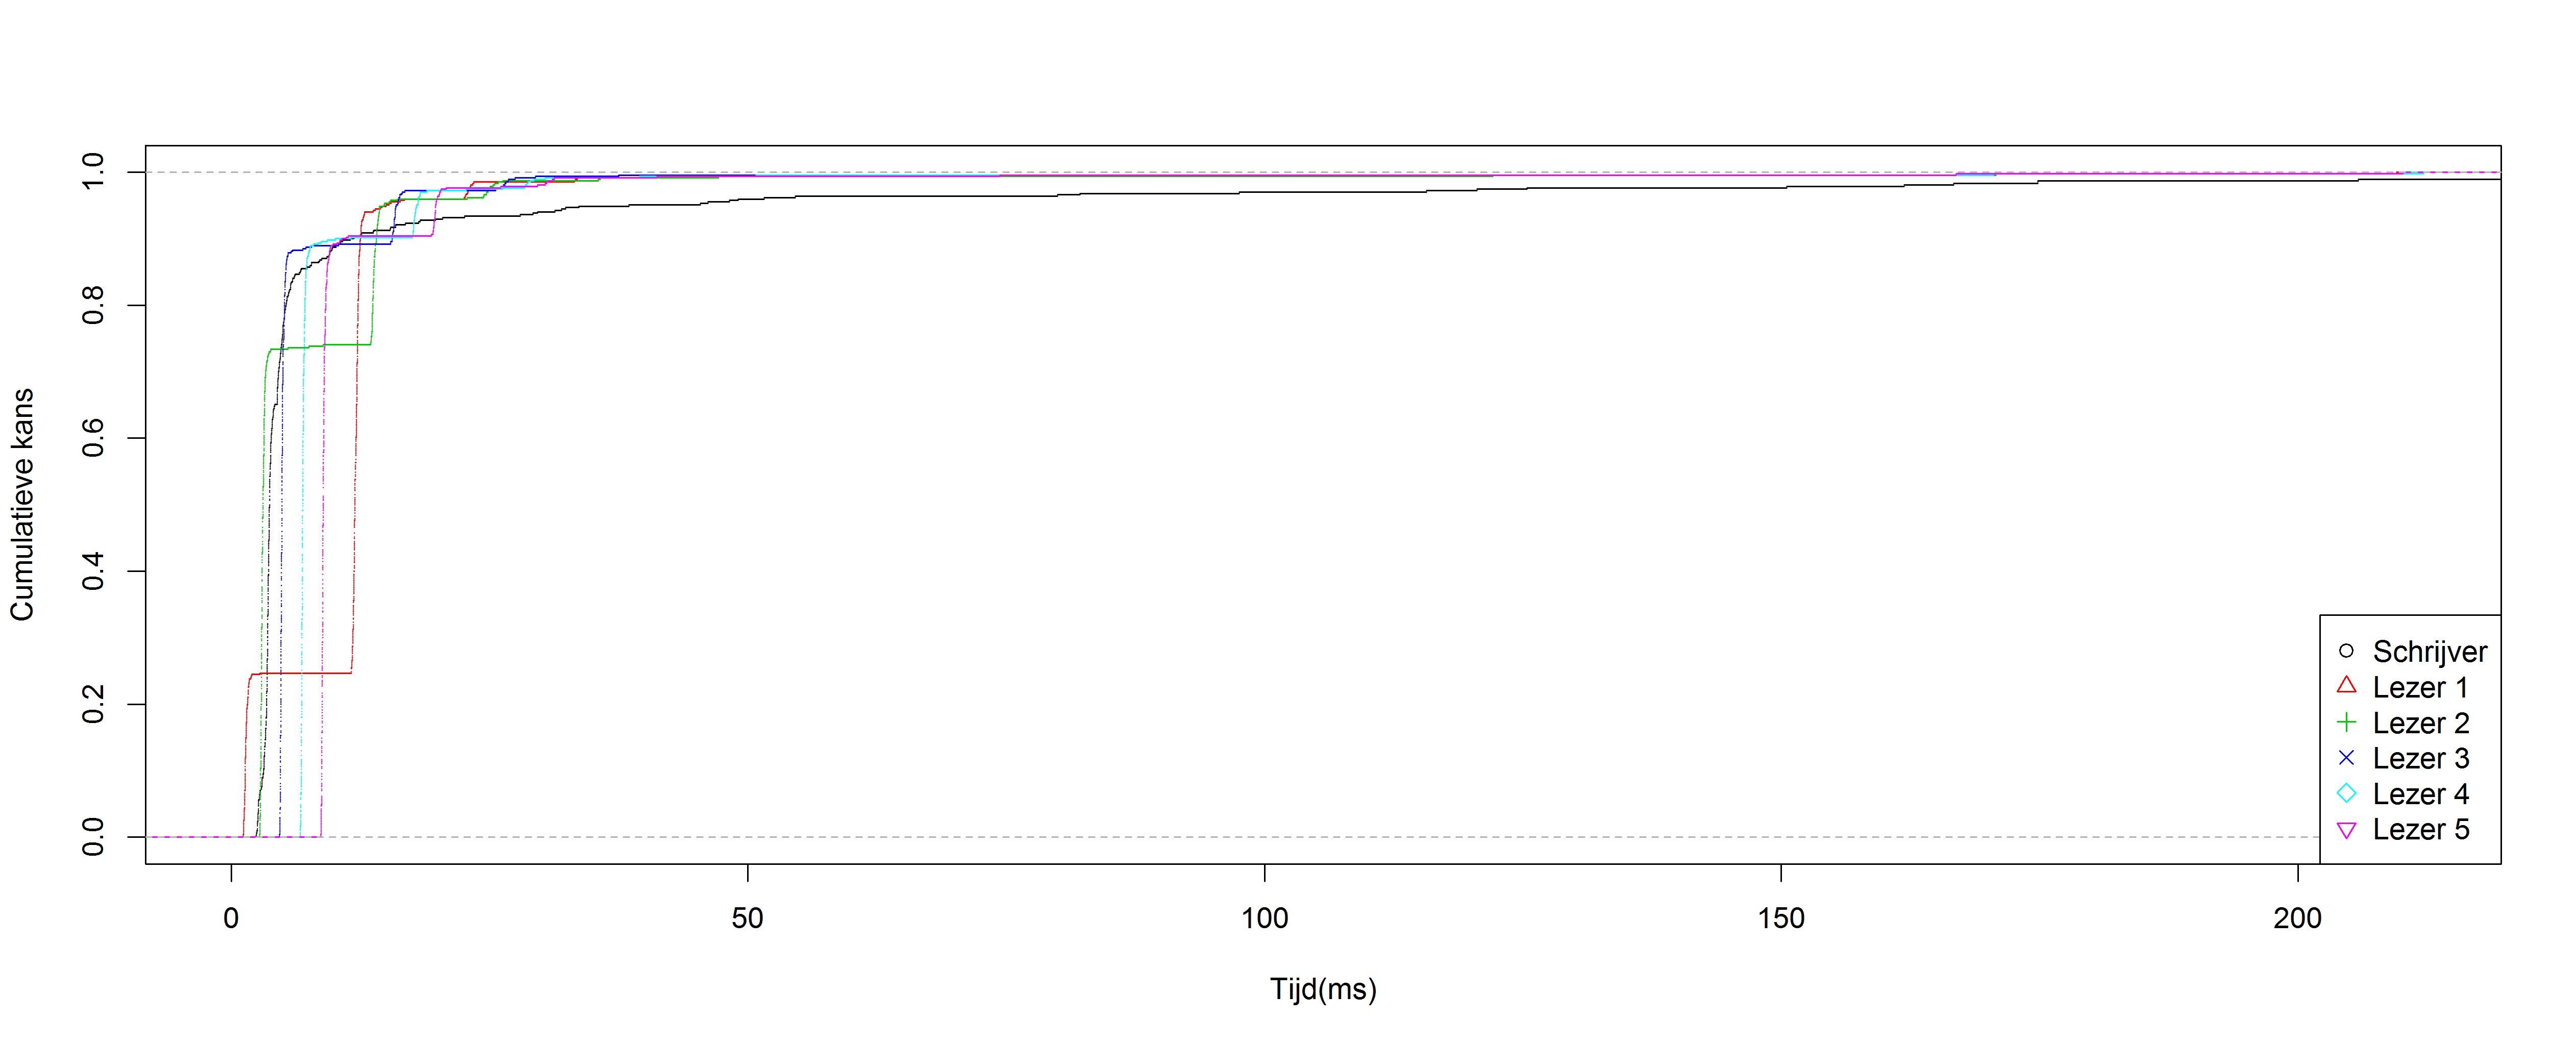 Cumulatieve kans
1.0
0.8
0.6
0.4
0.2
0.0
0 50 100 150 200
Tijd(ms)
Schrijver
Lezer 1
Lezer 2
Lezer 3
Lezer 4
Lezer 5